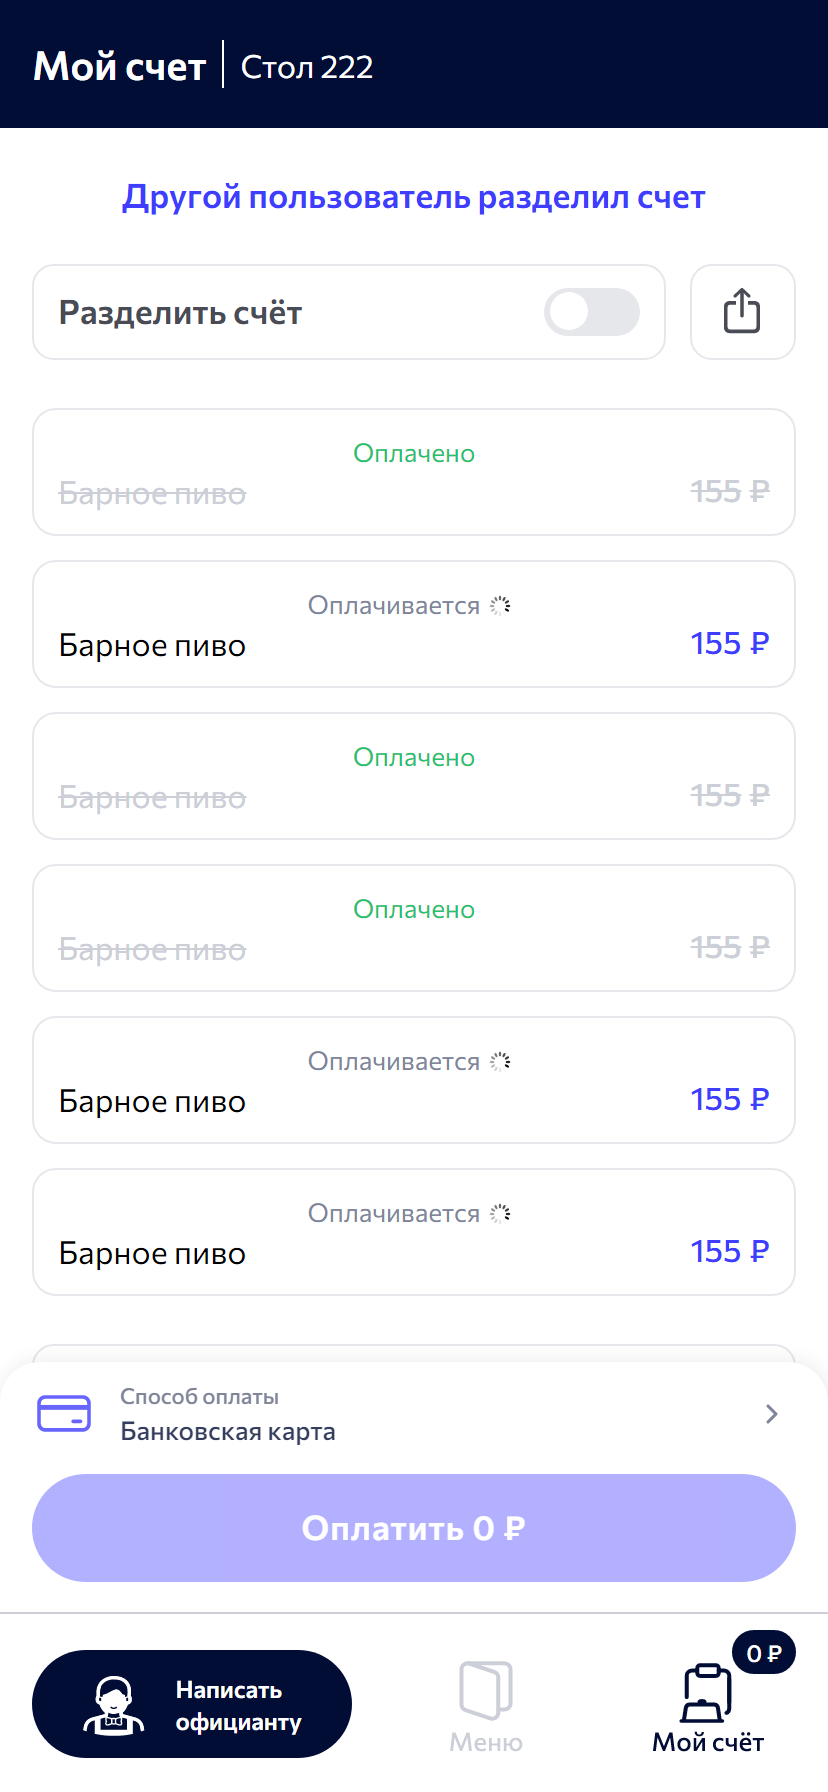 Мой счет | Стол 222
Другой пользователь разделил счет
Разделить счёт
Оплачено
Барное пиво 155 ₽
Оплачивается
Барное пиво 155 ₽
Оплачено
Барное пиво 155 ₽
Оплачено
Барное пиво 155 ₽
Оплачивается
Барное пиво 155 ₽
Оплачивается
Барное пиво 155 ₽
Способ оплаты
Банковская карта
Оплатить 0 ₽
Написать
официанту
Меню
0 ₽
Мой счёт